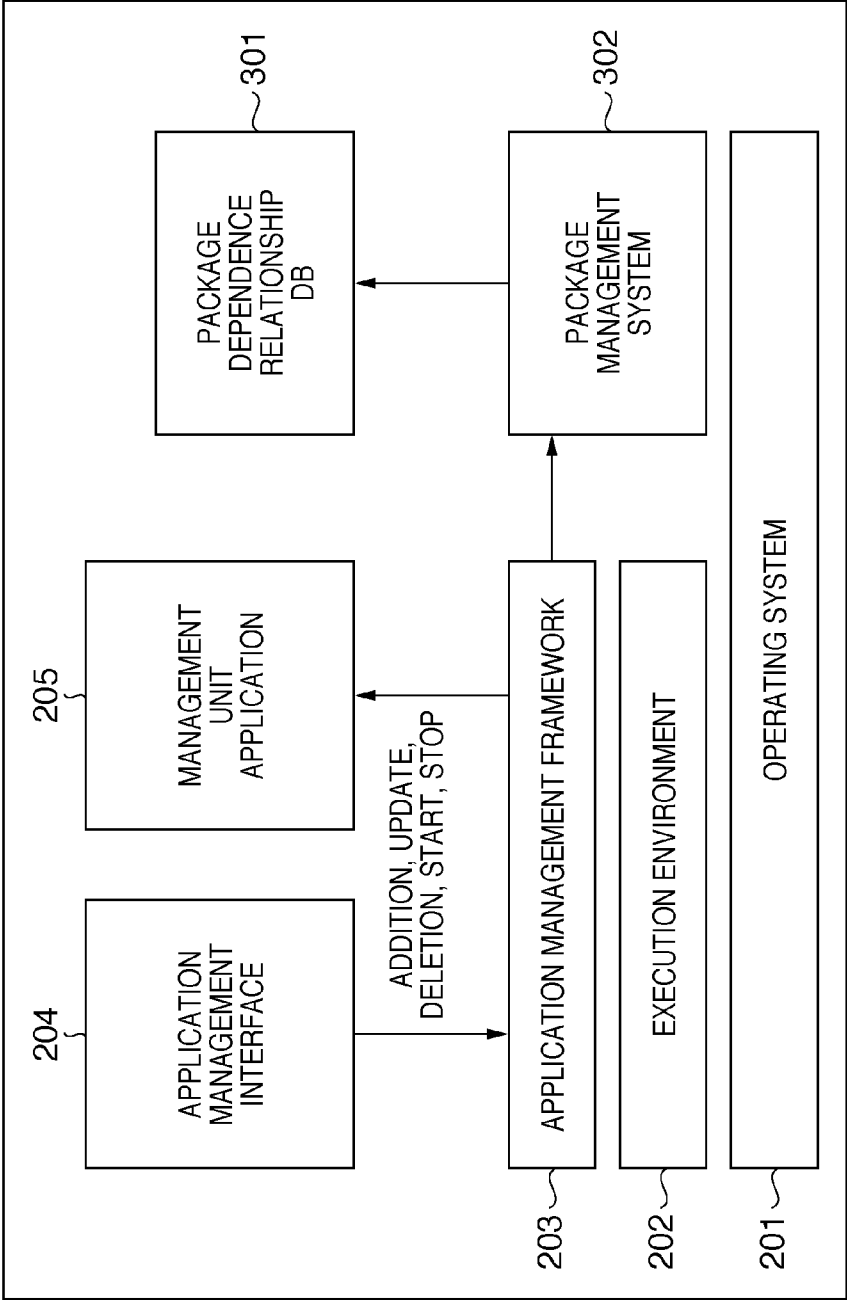 204
APPLICATION
MANAGEMENT
INTERFACE
205
MANAGEMENT
UNIT
APPLICATION
PACKAGE
DEPENDENCE
RELATIONSHIP
DB
301
ADDITION, UPDATE,
DELETION, START, STOP
203
APPLICATION MANAGEMENT FRAMEWORK
PACKAGE
MANAGEMENT
SYSTEM
302
202
EXECUTION ENVIRONMENT
201
OPERATING SYSTEM